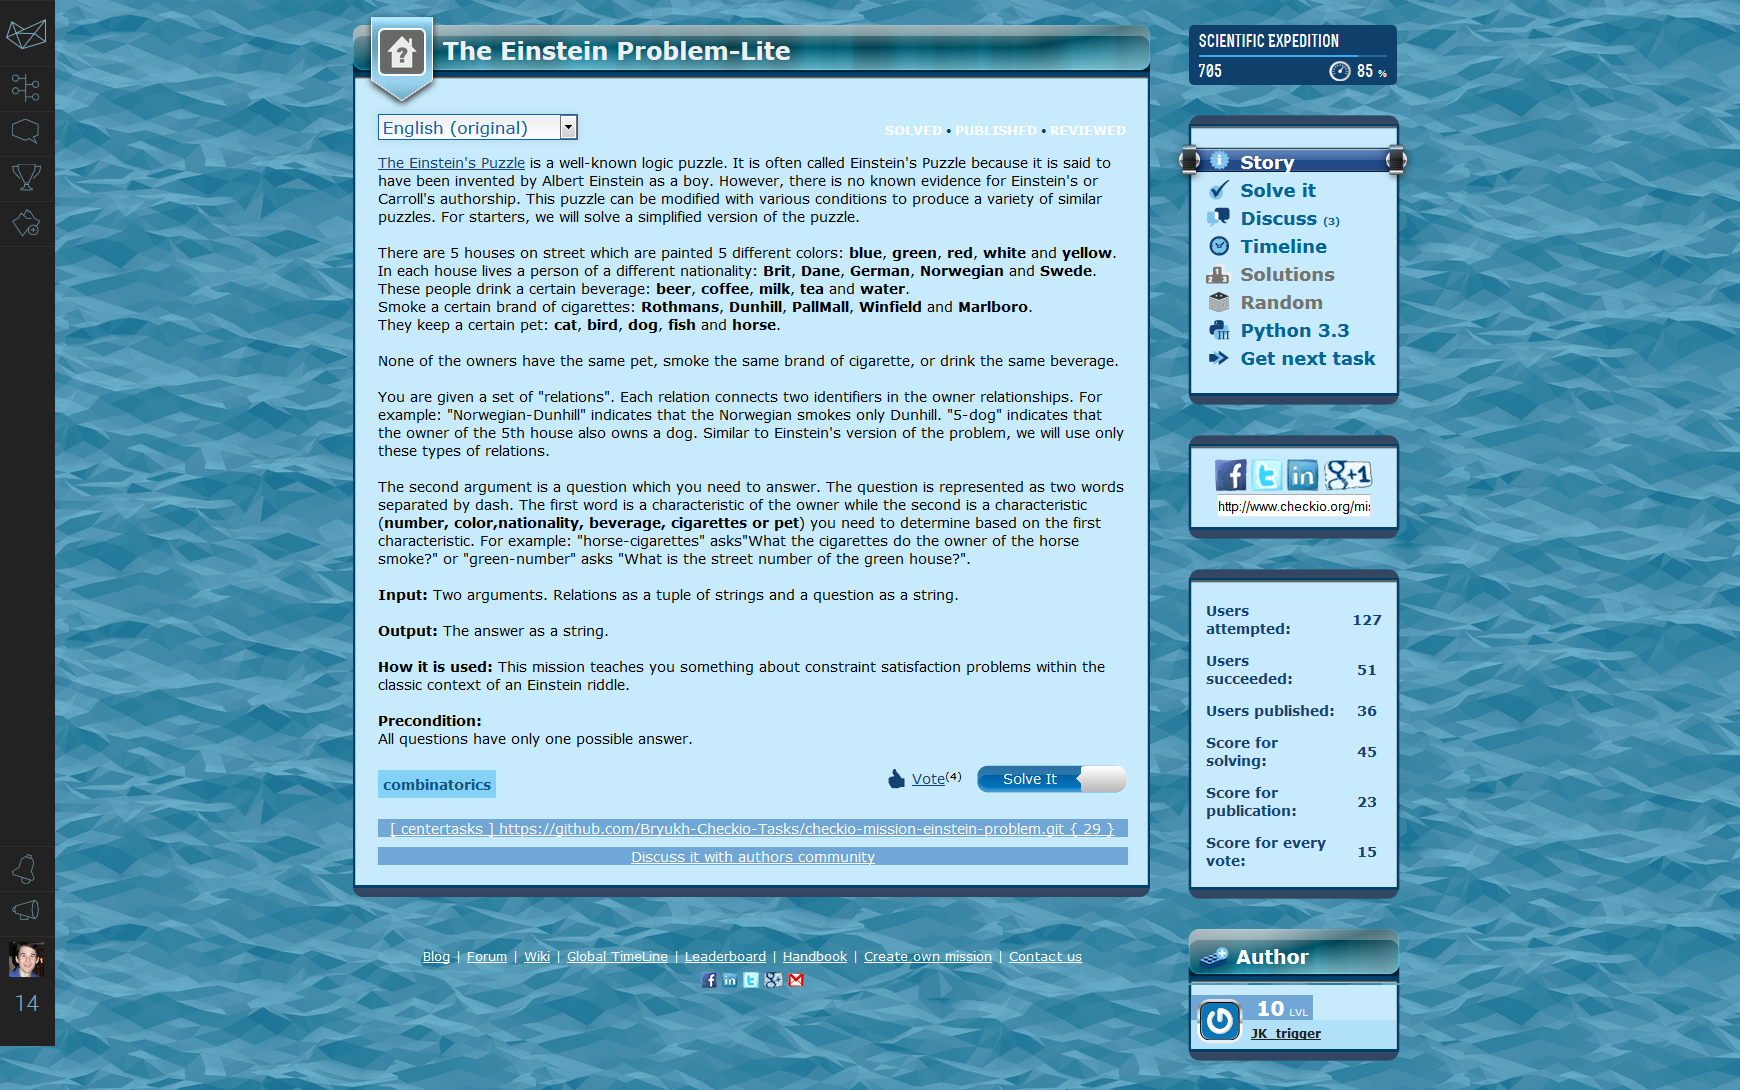 The Einstein Problem-Lite
English (original)
SOLVED • PUBLISHED • REVIEWED
The Einstein's Puzzle is a well-known logic puzzle. It is often called Einstein's Puzzle because it is said to
have been invented by Albert Einstein as a boy. However, there is no known evidence for Einstein's or
Carroll's authorship. This puzzle can be modified with various conditions to produce a variety of similar
puzzles. For starters, we will solve a simplified version of the puzzle.
There are 5 houses on street which are painted 5 different colors: blue, green, red, white and yellow.
In each house lives a person of a different nationality: Brit, Dane, German, Norwegian and Swede.
These people drink a certain beverage: beer, coffee, milk, tea and water.
Smoke a certain brand of cigarettes: Rothmans, Dunhill, PallMall, Winfield and Marlboro.
They keep a certain pet: cat, bird, dog, fish and horse.
None of the owners have the same pet, smoke the same brand of cigarette, or drink the same beverage.
You are given a set of "relations". Each relation connects two identifiers in the owner relationships. For
example: "Norwegian-Dunhill" indicates that the Norwegian smokes only Dunhill. "5-dog" indicates that
the owner of the 5th house also owns a dog. Similar to Einstein's version of the problem, we will use only
these types of relations.
The second argument is a question which you need to answer. The question is represented as two words
separated by dash. The first word is a characteristic of the owner while the second is a characteristic
(number, color,nationality, beverage, cigarettes or pet) you need to determine based on the first
characteristic. For example: "horse-cigarettes" asks"What the cigarettes do the owner of the horse
smoke?" or "green-number" asks "What is the street number of the green house?".
Input: Two arguments. Relations as a tuple of strings and a question as a string.
Output: The answer as a string.
How it is used: This mission teaches you something about constraint satisfaction problems within the
classic context of an Einstein riddle.
Precondition:
All questions have only one possible answer.
combinatorics
Vote(4)
Solve It
[ centertasks ] https://github.com/Bryukh-Checkio-Tasks/checkio-mission-einstein-problem.git { 29 }
Discuss it with authors community
Blog | Forum | Wiki | Global TimeLine | Leaderboard | Handbook | Create own mission | Contact us
14
SCIENTIFIC EXPEDITION
705 85 %
Story
Solve it
Discuss (3)
Timeline
Solutions
Random
Python 3.3
Get next task
http://www.checkio.org/mis
Users
attempted: 127
Users
succeeded: 51
Users published: 36
Score for
solving: 45
Score for
publication: 23
Score for every
vote: 15
Author
10 LVL
JK_trigger